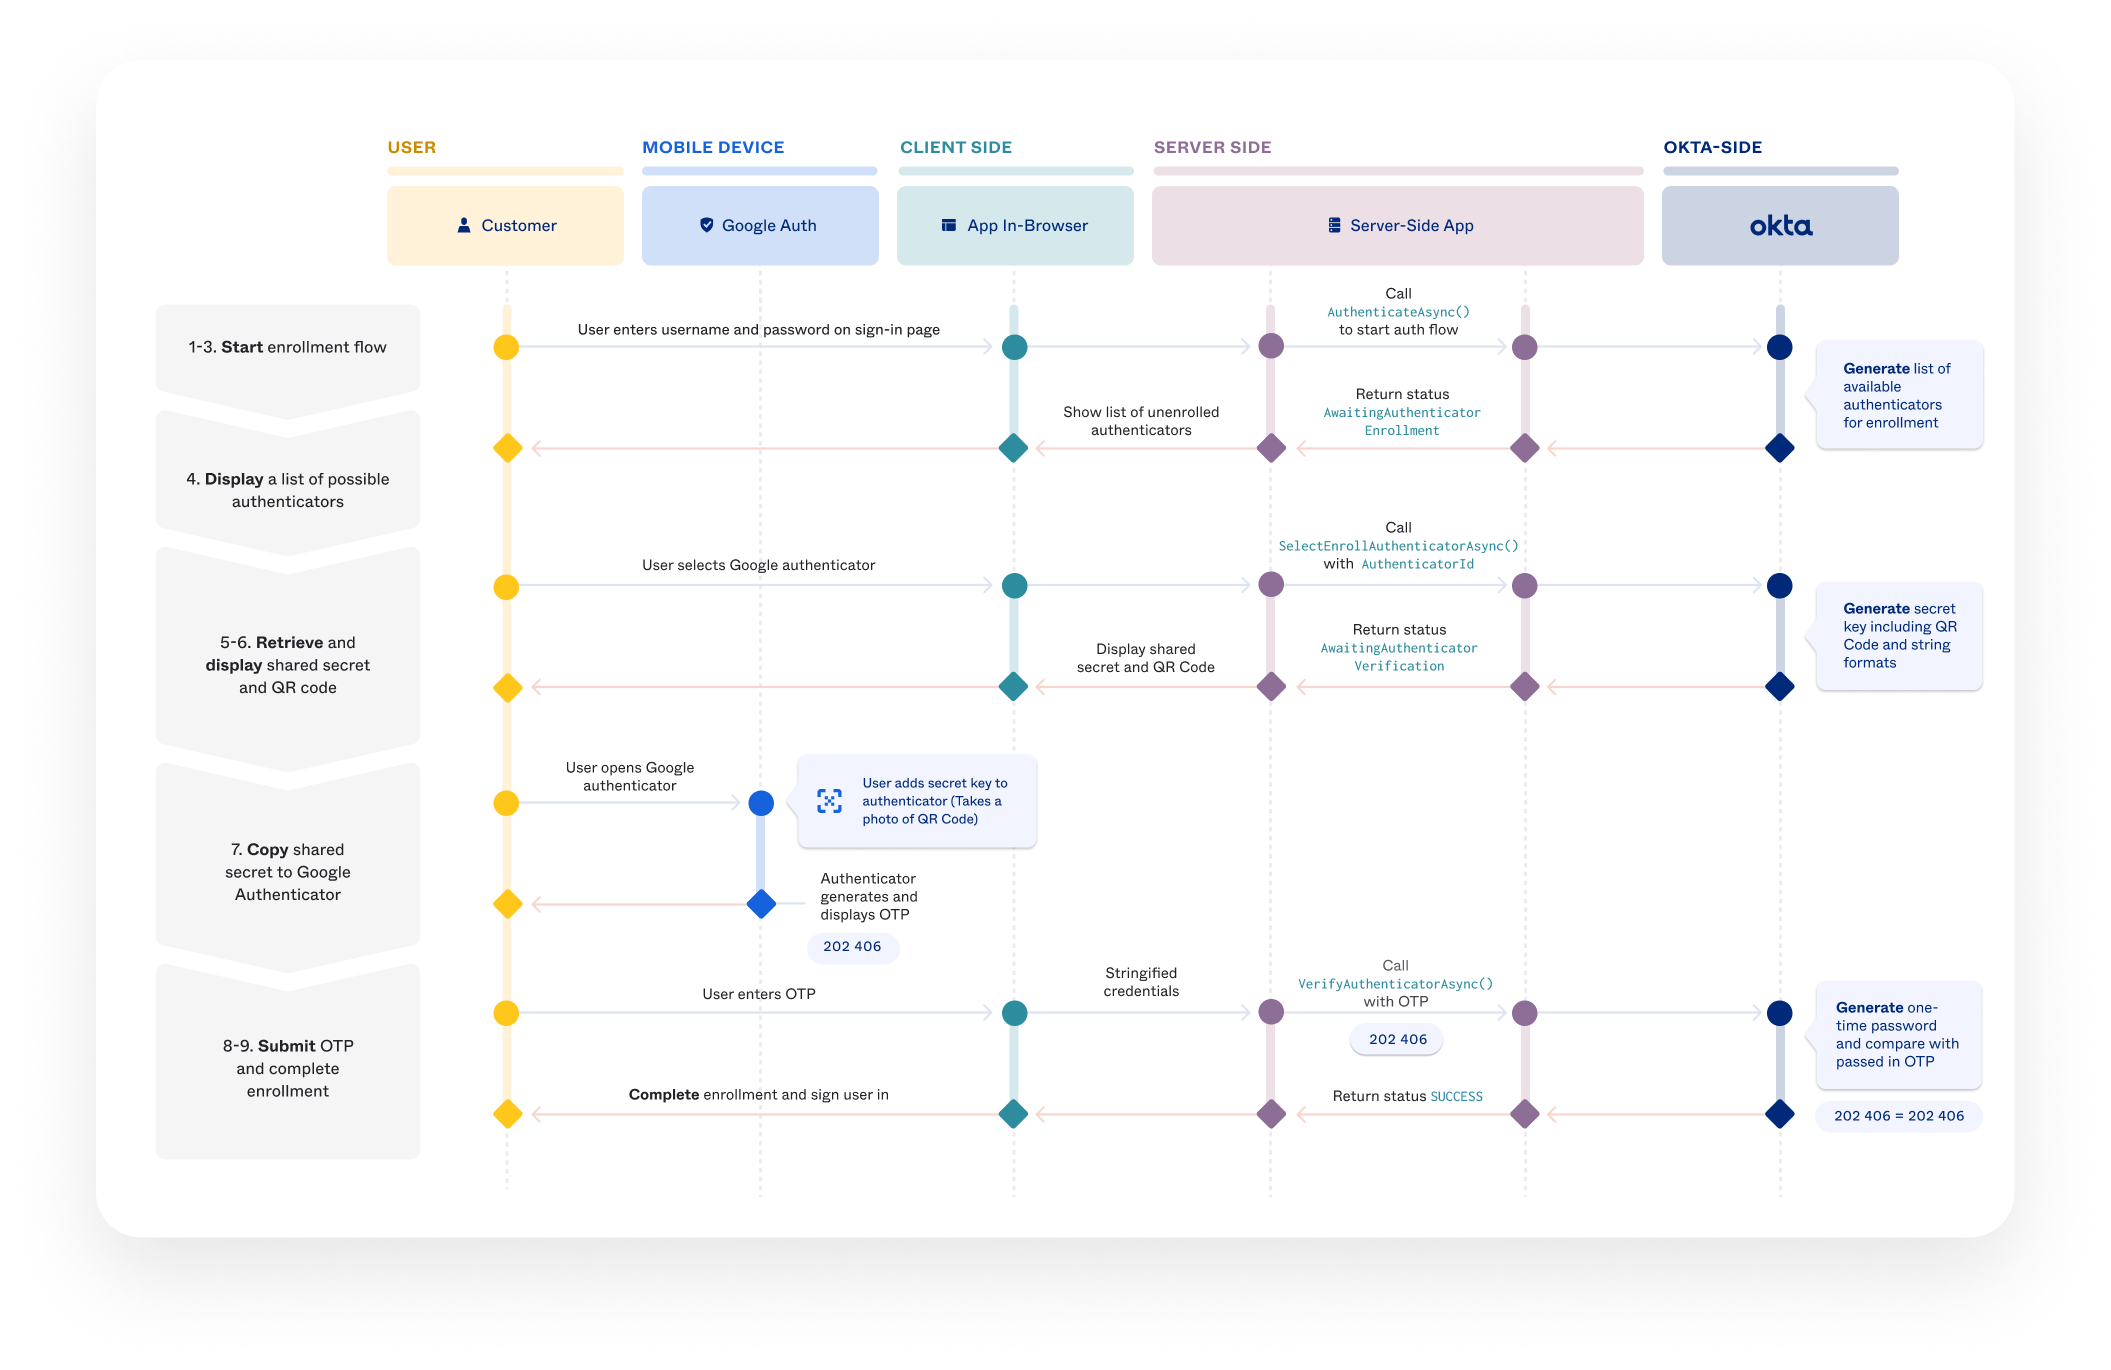 USER
MOBILE DEVICE
CLIENT SIDE
SERVER SIDE
OKTA-SIDE
Customer
Google Auth
App In-Browser
Server-Side App
okta
1-3. Start enrollment flow
User enters username and password on sign-in page
Call
AuthenticateAsync()
to start auth flow
Generate list of
available
authenticators
for enrollment
Show list of unenrolled
authenticators
Return status
AwaitingAuthenticator
Enrollment
4. Display a list of possible
authenticators
User selects Google authenticator
Call
SelectEnrollAuthenticatorAsync()
with AuthenticatorId
Generate secret
key including QR
Code and string
formats
5-6. Retrieve and
display shared secret
and QR code
Display shared
secret and QR Code
Return status
AwaitingAuthenticator
Verification
User opens Google
authenticator
User adds secret key to
authenticator (Takes a
photo of QR Code)
7. Copy shared
secret to Google
Authenticator
Authenticator
generates and
displays OTP
202 406
User enters OTP
Stringified
credentials
Call
VerifyAuthenticatorAsync()
with OTP
202 406
Generate one-
time password
and compare with
passed in OTP
8-9. Submit OTP
and complete
enrollment
Complete enrollment and sign user in
Return status SUCCESS
202 406 = 202 406